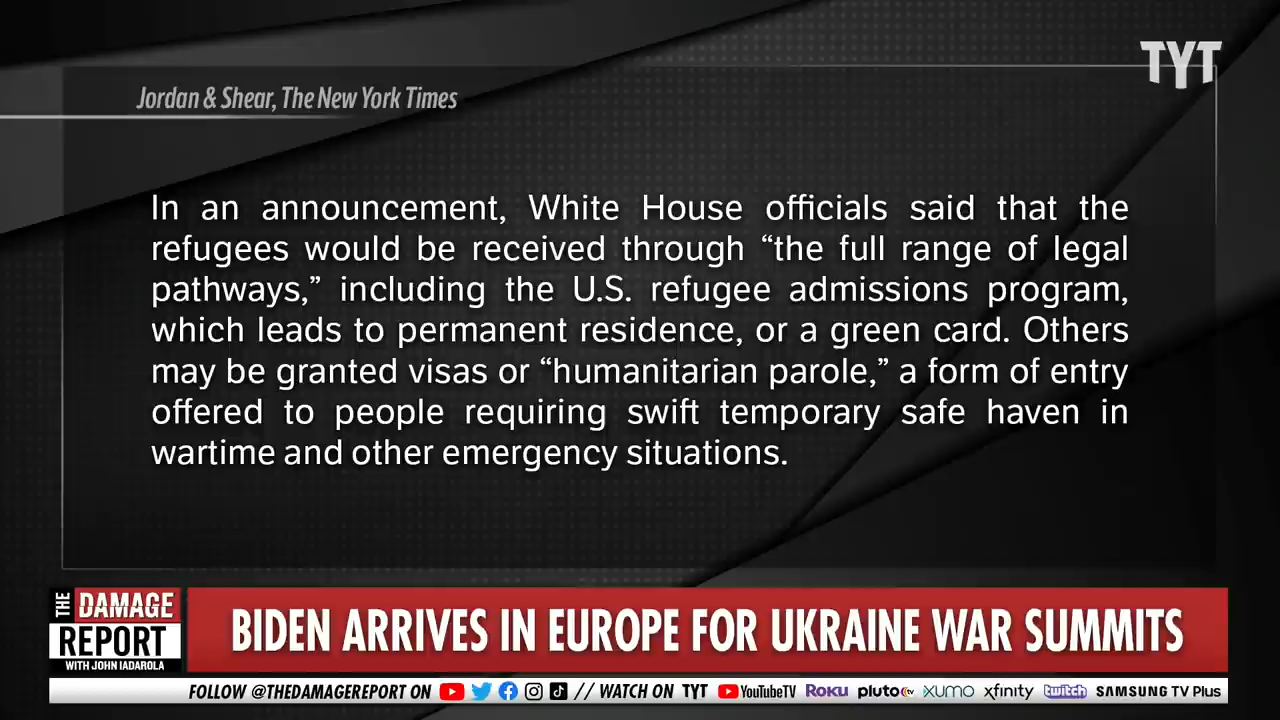 TYT
Jordan & Shear, The New York Times
In an announcement, White House officials said that the
refugees would be received through “the full range of legal
pathways,” including the U.S. refugee admissions program,
which leads to permanent residence, or a green card. Others
may be granted visas or “humanitarian parole,” a form of entry
offered to people requiring swift temporary safe haven in
wartime and other emergency situations.
THE DAMAGE
REPORT
WITH JOHN IADAROLA
BIDEN ARRIVES IN EUROPE FOR UKRAINE WAR SUMMITS
FOLLOW @THEDAMAGEREPORT ON // WATCH ON TYT YouTubeTV ROKU pluto tv XUMO xfinity twitch SAMSUNG TV Plus